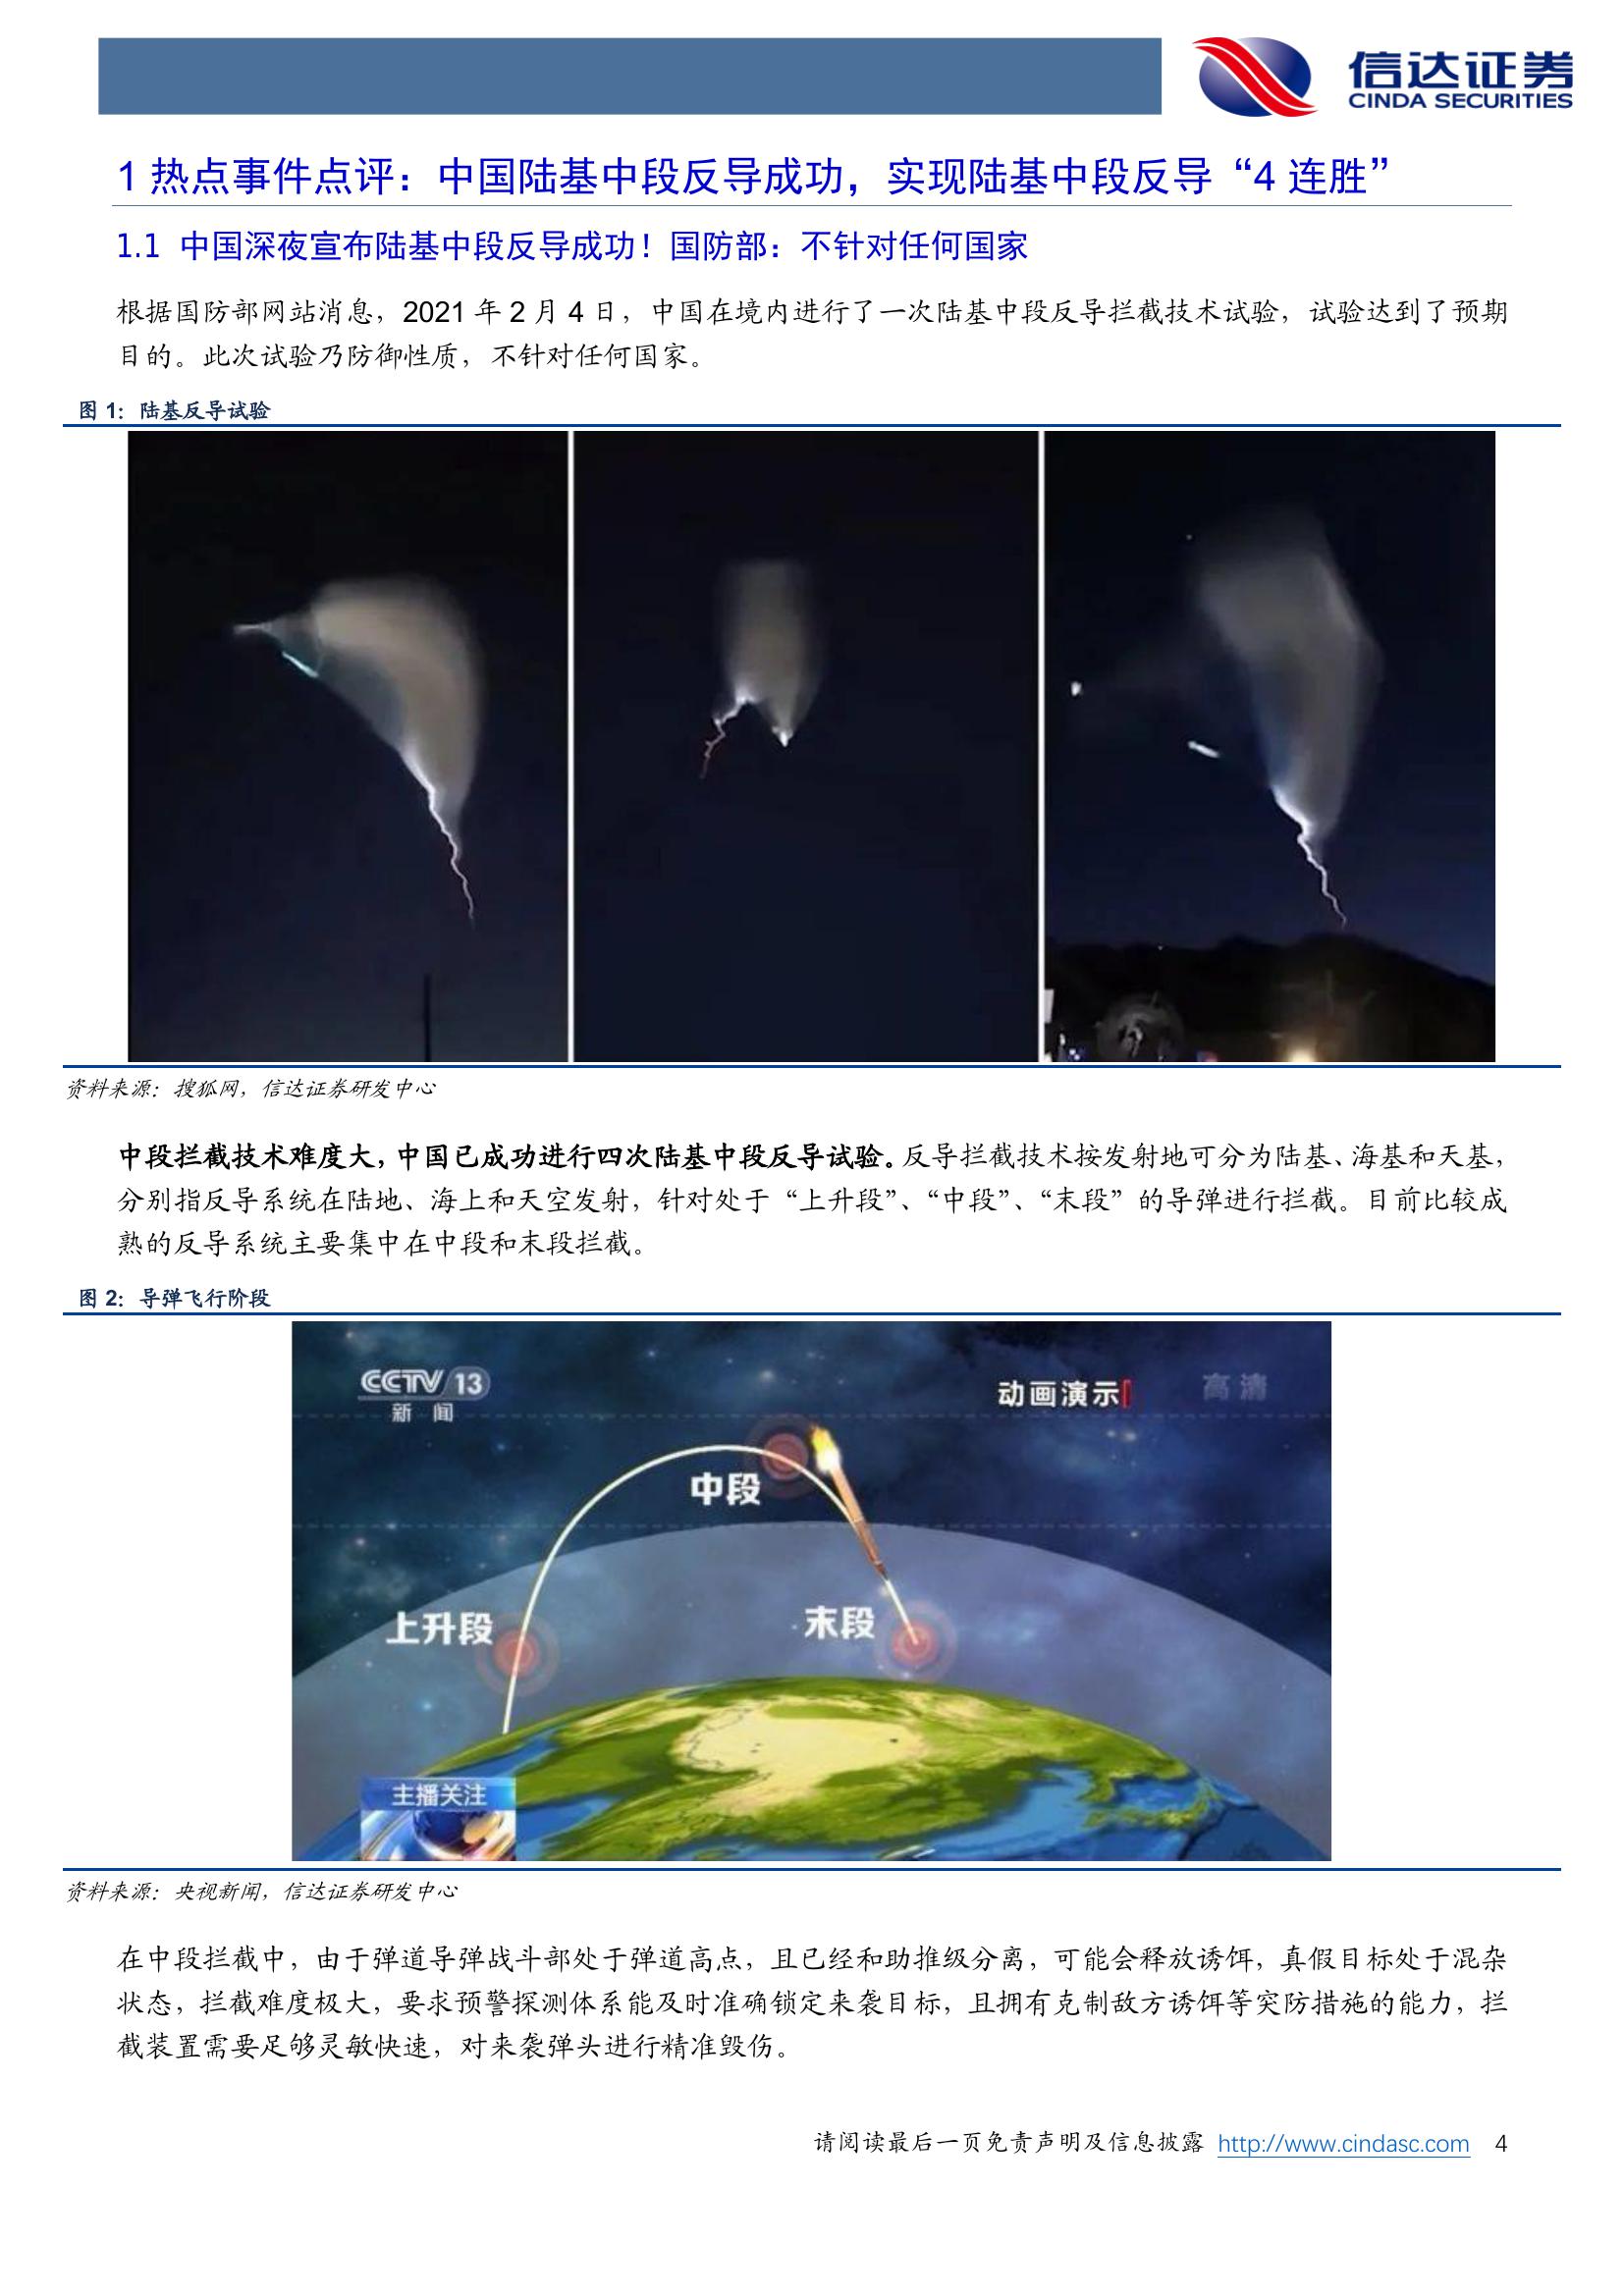 信达证券
CINDA SECURITIES
1 热点事件点评：中国陆基中段反导成功，实现陆基中段反导“4 连胜”
1.1 中国深夜宣布陆基中段反导成功！国防部：不针对任何国家
根据国防部网站消息，2021 年 2 月 4 日，中国在境内进行了一次陆基中段反导拦截技术试验，试验达到了预期
目的。此次试验乃防御性质，不针对任何国家。
图 1：陆基反导试验
资料来源：搜狐网，信达证券研发中心
中段拦截技术难度大，中国已成功进行四次陆基中段反导试验。反导拦截技术按发射地可分为陆基、海基和天基，
分别指反导系统在陆地、海上和天空发射，针对处于“上升段”、“中段”、“末段”的导弹进行拦截。目前比较成
熟的反导系统主要集中在中段和末段拦截。
图 2：导弹飞行阶段
CCTV 13
新闻
动画演示
高清
中段
上升段
末段
主播关注
资料来源：央视新闻，信达证券研发中心
在中段拦截中，由于弹道导弹战斗部处于弹道高点，且已经和助推级分离，可能会释放诱饵，真假目标处于混杂
状态，拦截难度极大，要求预警探测体系能及时准确锁定来袭目标，且拥有克制敌方诱饵等突防措施的能力，拦
截装置需要足够灵敏快速，对来袭弹头进行精准毁伤。
请阅读最后一页免责声明及信息披露 http://www.cindasc.com 4